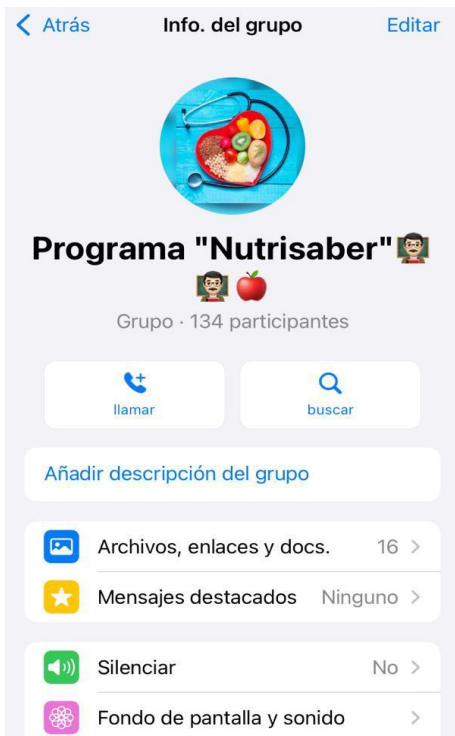 Atrás Info. del grupo Editar
Programa "Nutrisaber"👨🏻‍🏫
👨🏻‍🏫🍎
Grupo · 134 participantes
llamar buscar
Añadir descripción del grupo
Archivos, enlaces y docs. 16
Mensajes destacados Ninguno
Silenciar No
Fondo de pantalla y sonido